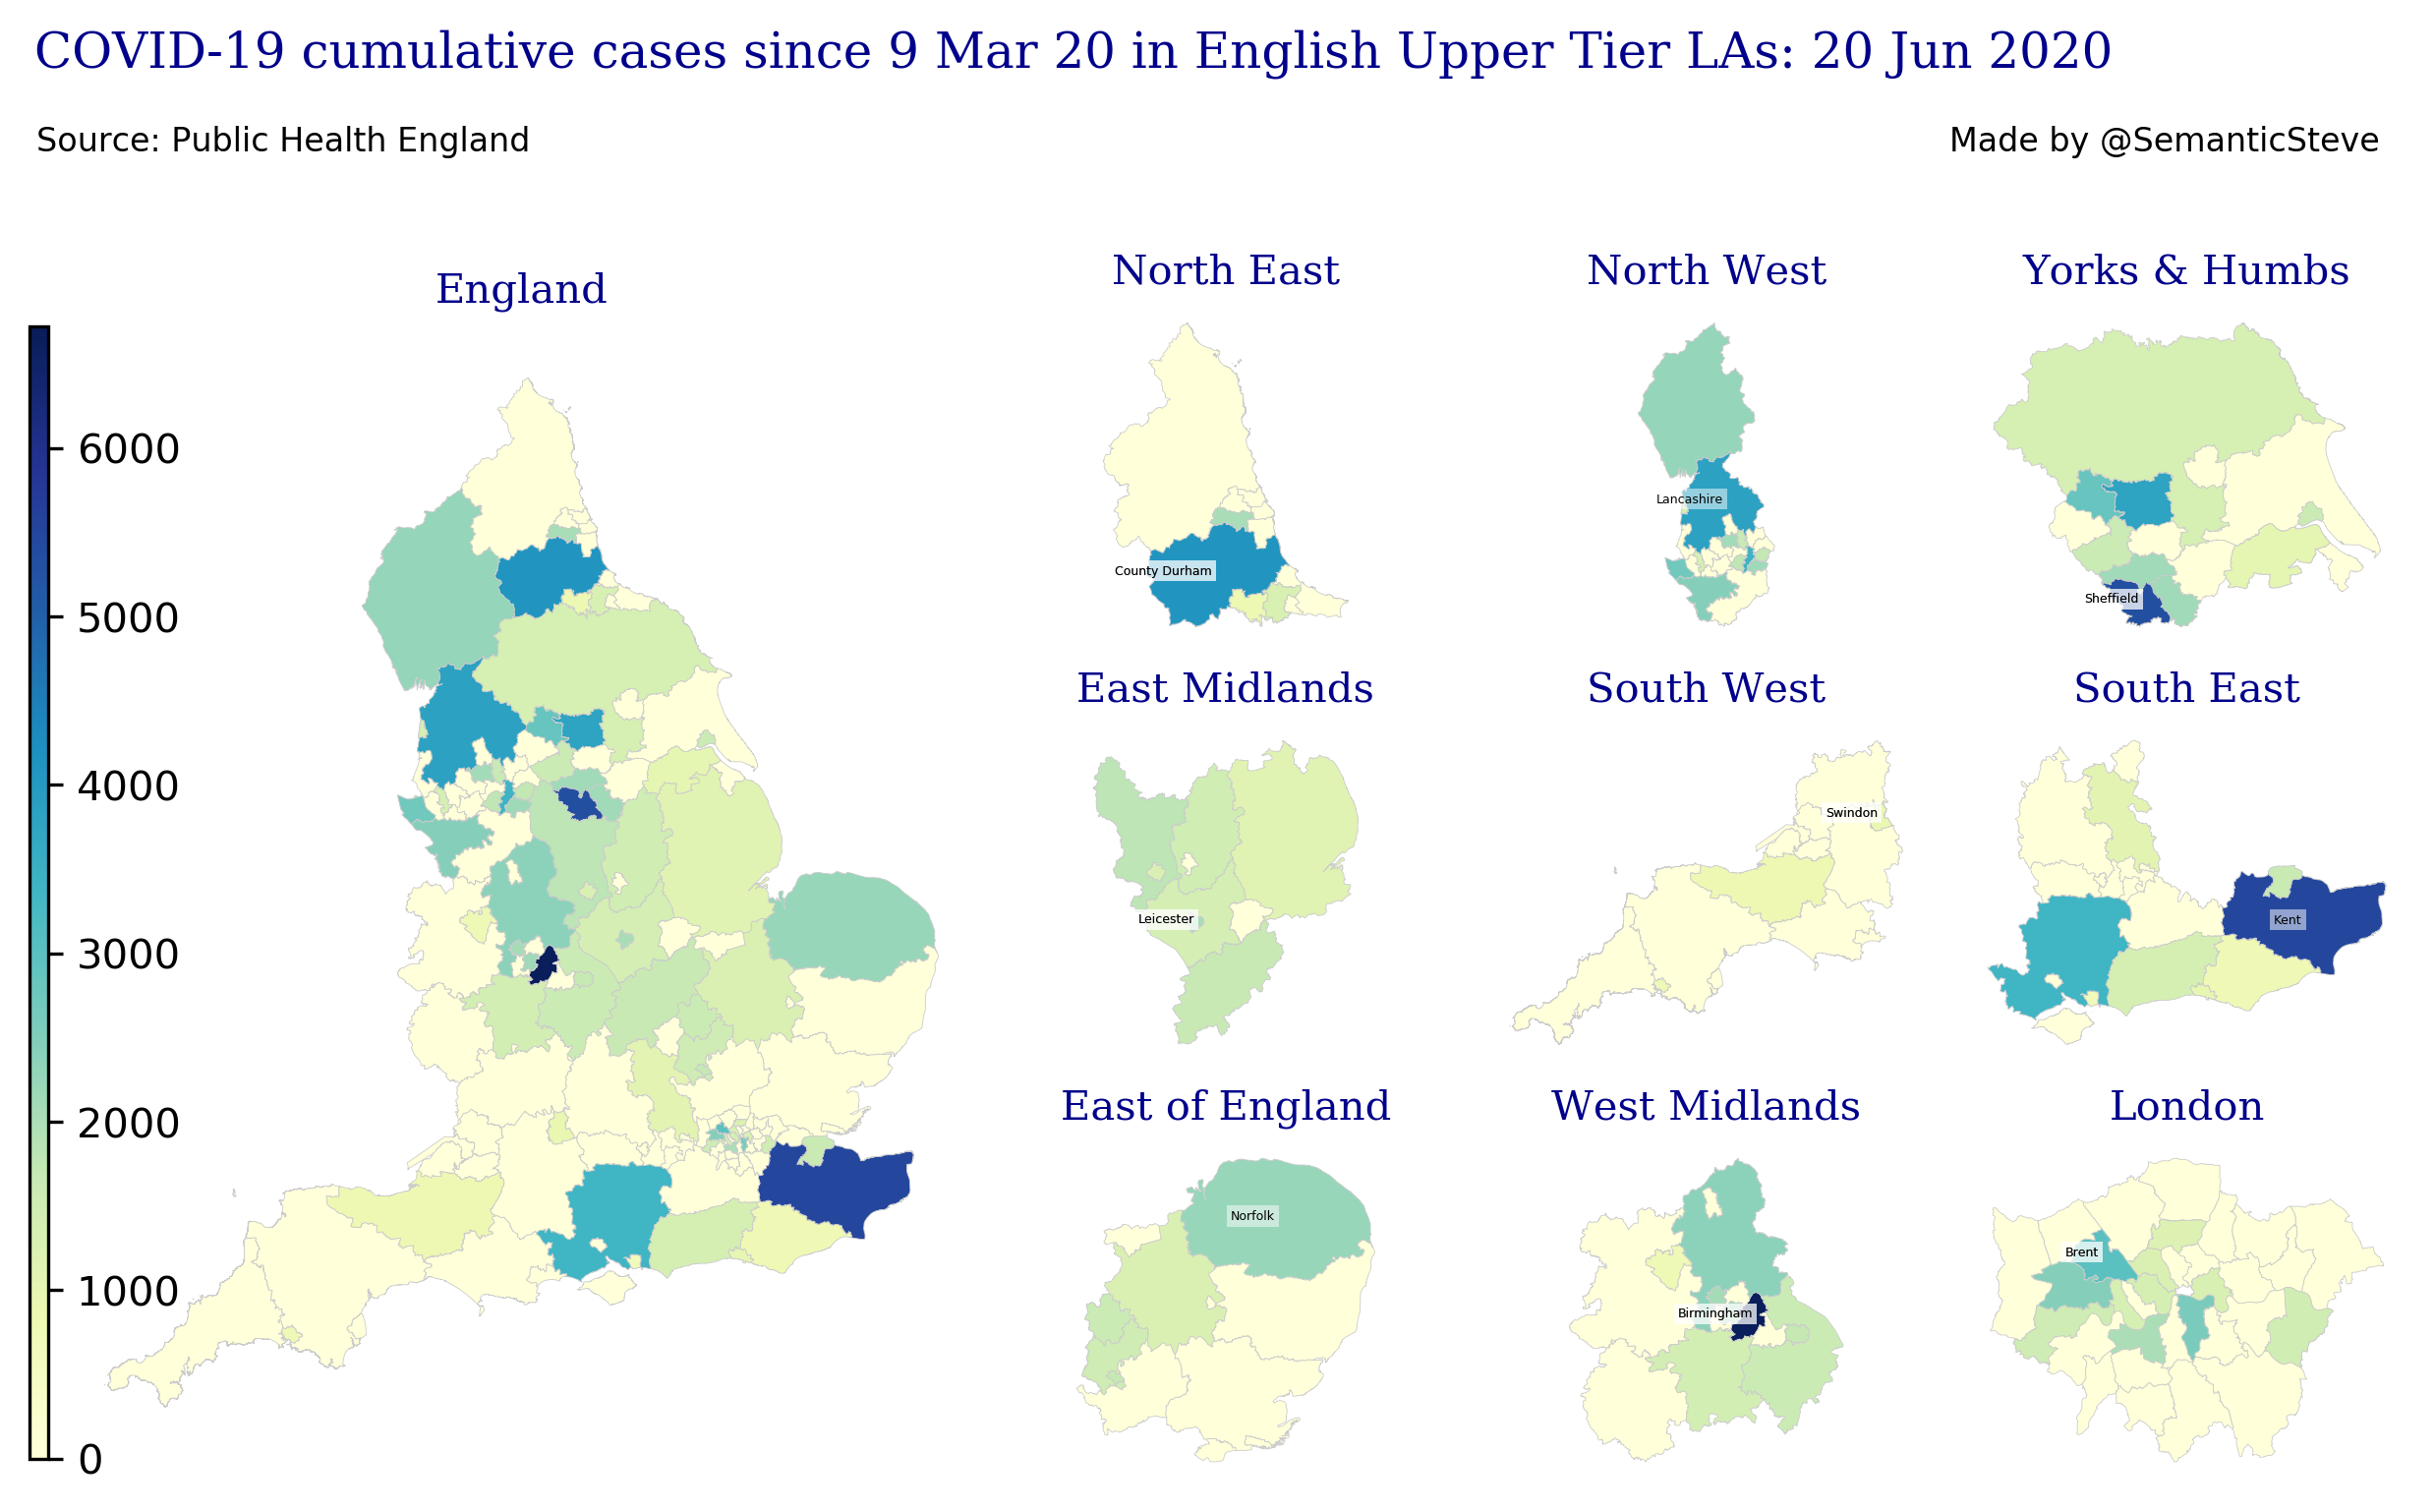 COVID-19 cumulative cases since 9 Mar 20 in English Upper Tier LAs: 20 Jun 2020
Source: Public Health England
Made by @SemanticSteve
England
6000
5000
4000
3000
2000
1000
0
North East
County Durham
North West
Lancashire
Yorks & Humbs
Sheffield
East Midlands
Leicester
South West
Swindon
South East
Kent
East of England
Norfolk
West Midlands
Birmingham
London
Brent